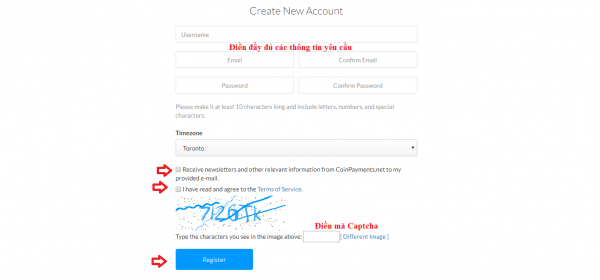 Create New Account
Username
Điền đầy đủ các thông tin yêu cầu
Email Confirm Email
Password Confirm Password
Please make it at least 10 characters long and include letters, numbers, and special
characters.
Timezone
Toronto
Receive newsletters and other relevant information from CoinPayments.net to my
provided e-mail.
I have read and agree to the Terms of Service.
Điền mã Captcha
Type the characters you see in the image above: [ Different Image ]
Register